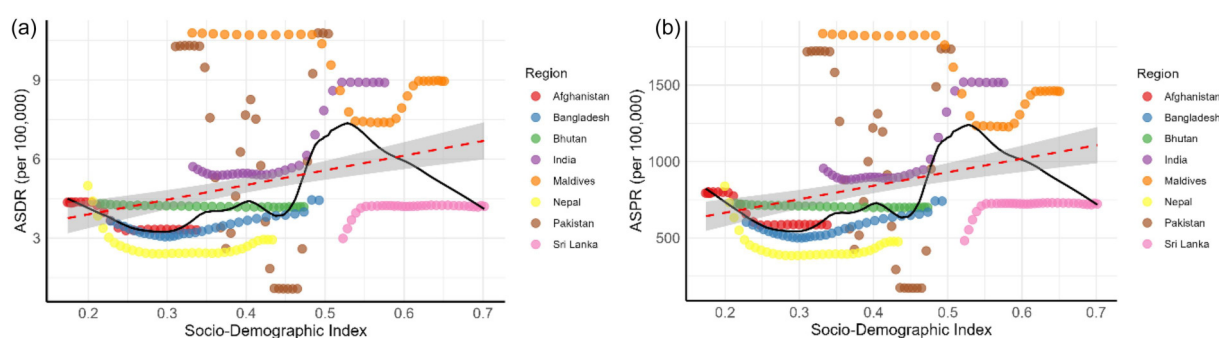 (a)
ASDR (per 100,000)
9
6
3
0.2 0.3 0.4 0.5 0.6 0.7
Socio-Demographic Index
Region
Afghanistan
Bangladesh
Bhutan
India
Maldives
Nepal
Pakistan
Sri Lanka
(b)
ASPR (per 100,000)
1500
1000
500
0.2 0.3 0.4 0.5 0.6 0.7
Socio-Demographic Index
Region
Afghanistan
Bangladesh
Bhutan
India
Maldives
Nepal
Pakistan
Sri Lanka